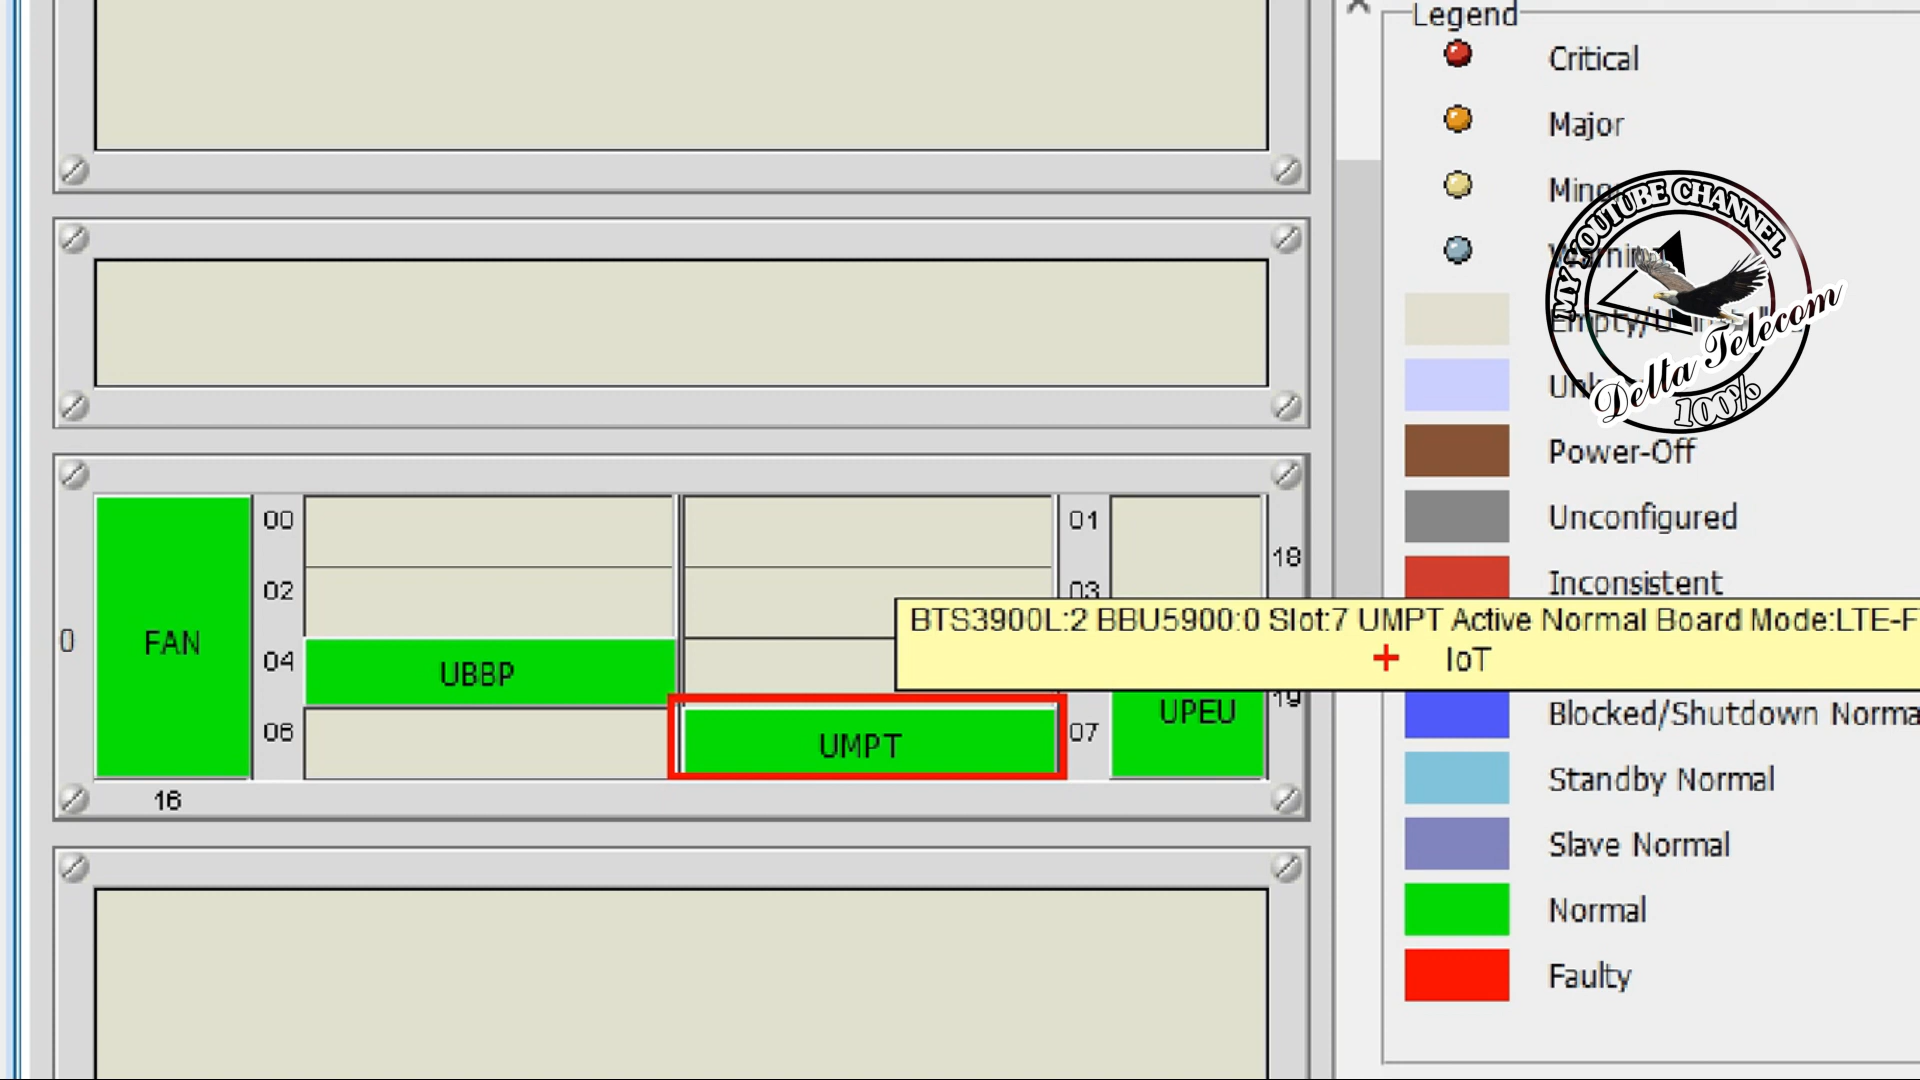 Legend
Critical
Major
MY YOUTUBE CHANNEL
Delta Telecom
100%
Power-Off
Unconfigured
Inconsistent
00
01
18
02
03
0
FAN
04
UBBP
BTS3900L:2 BBU5900:0 Slot:7 UMPT Active Normal Board Mode:LTE-F
IoT
19
UPEU
06
UMPT
07
16
Blocked/Shutdown Norma
Standby Normal
Slave Normal
Normal
Faulty